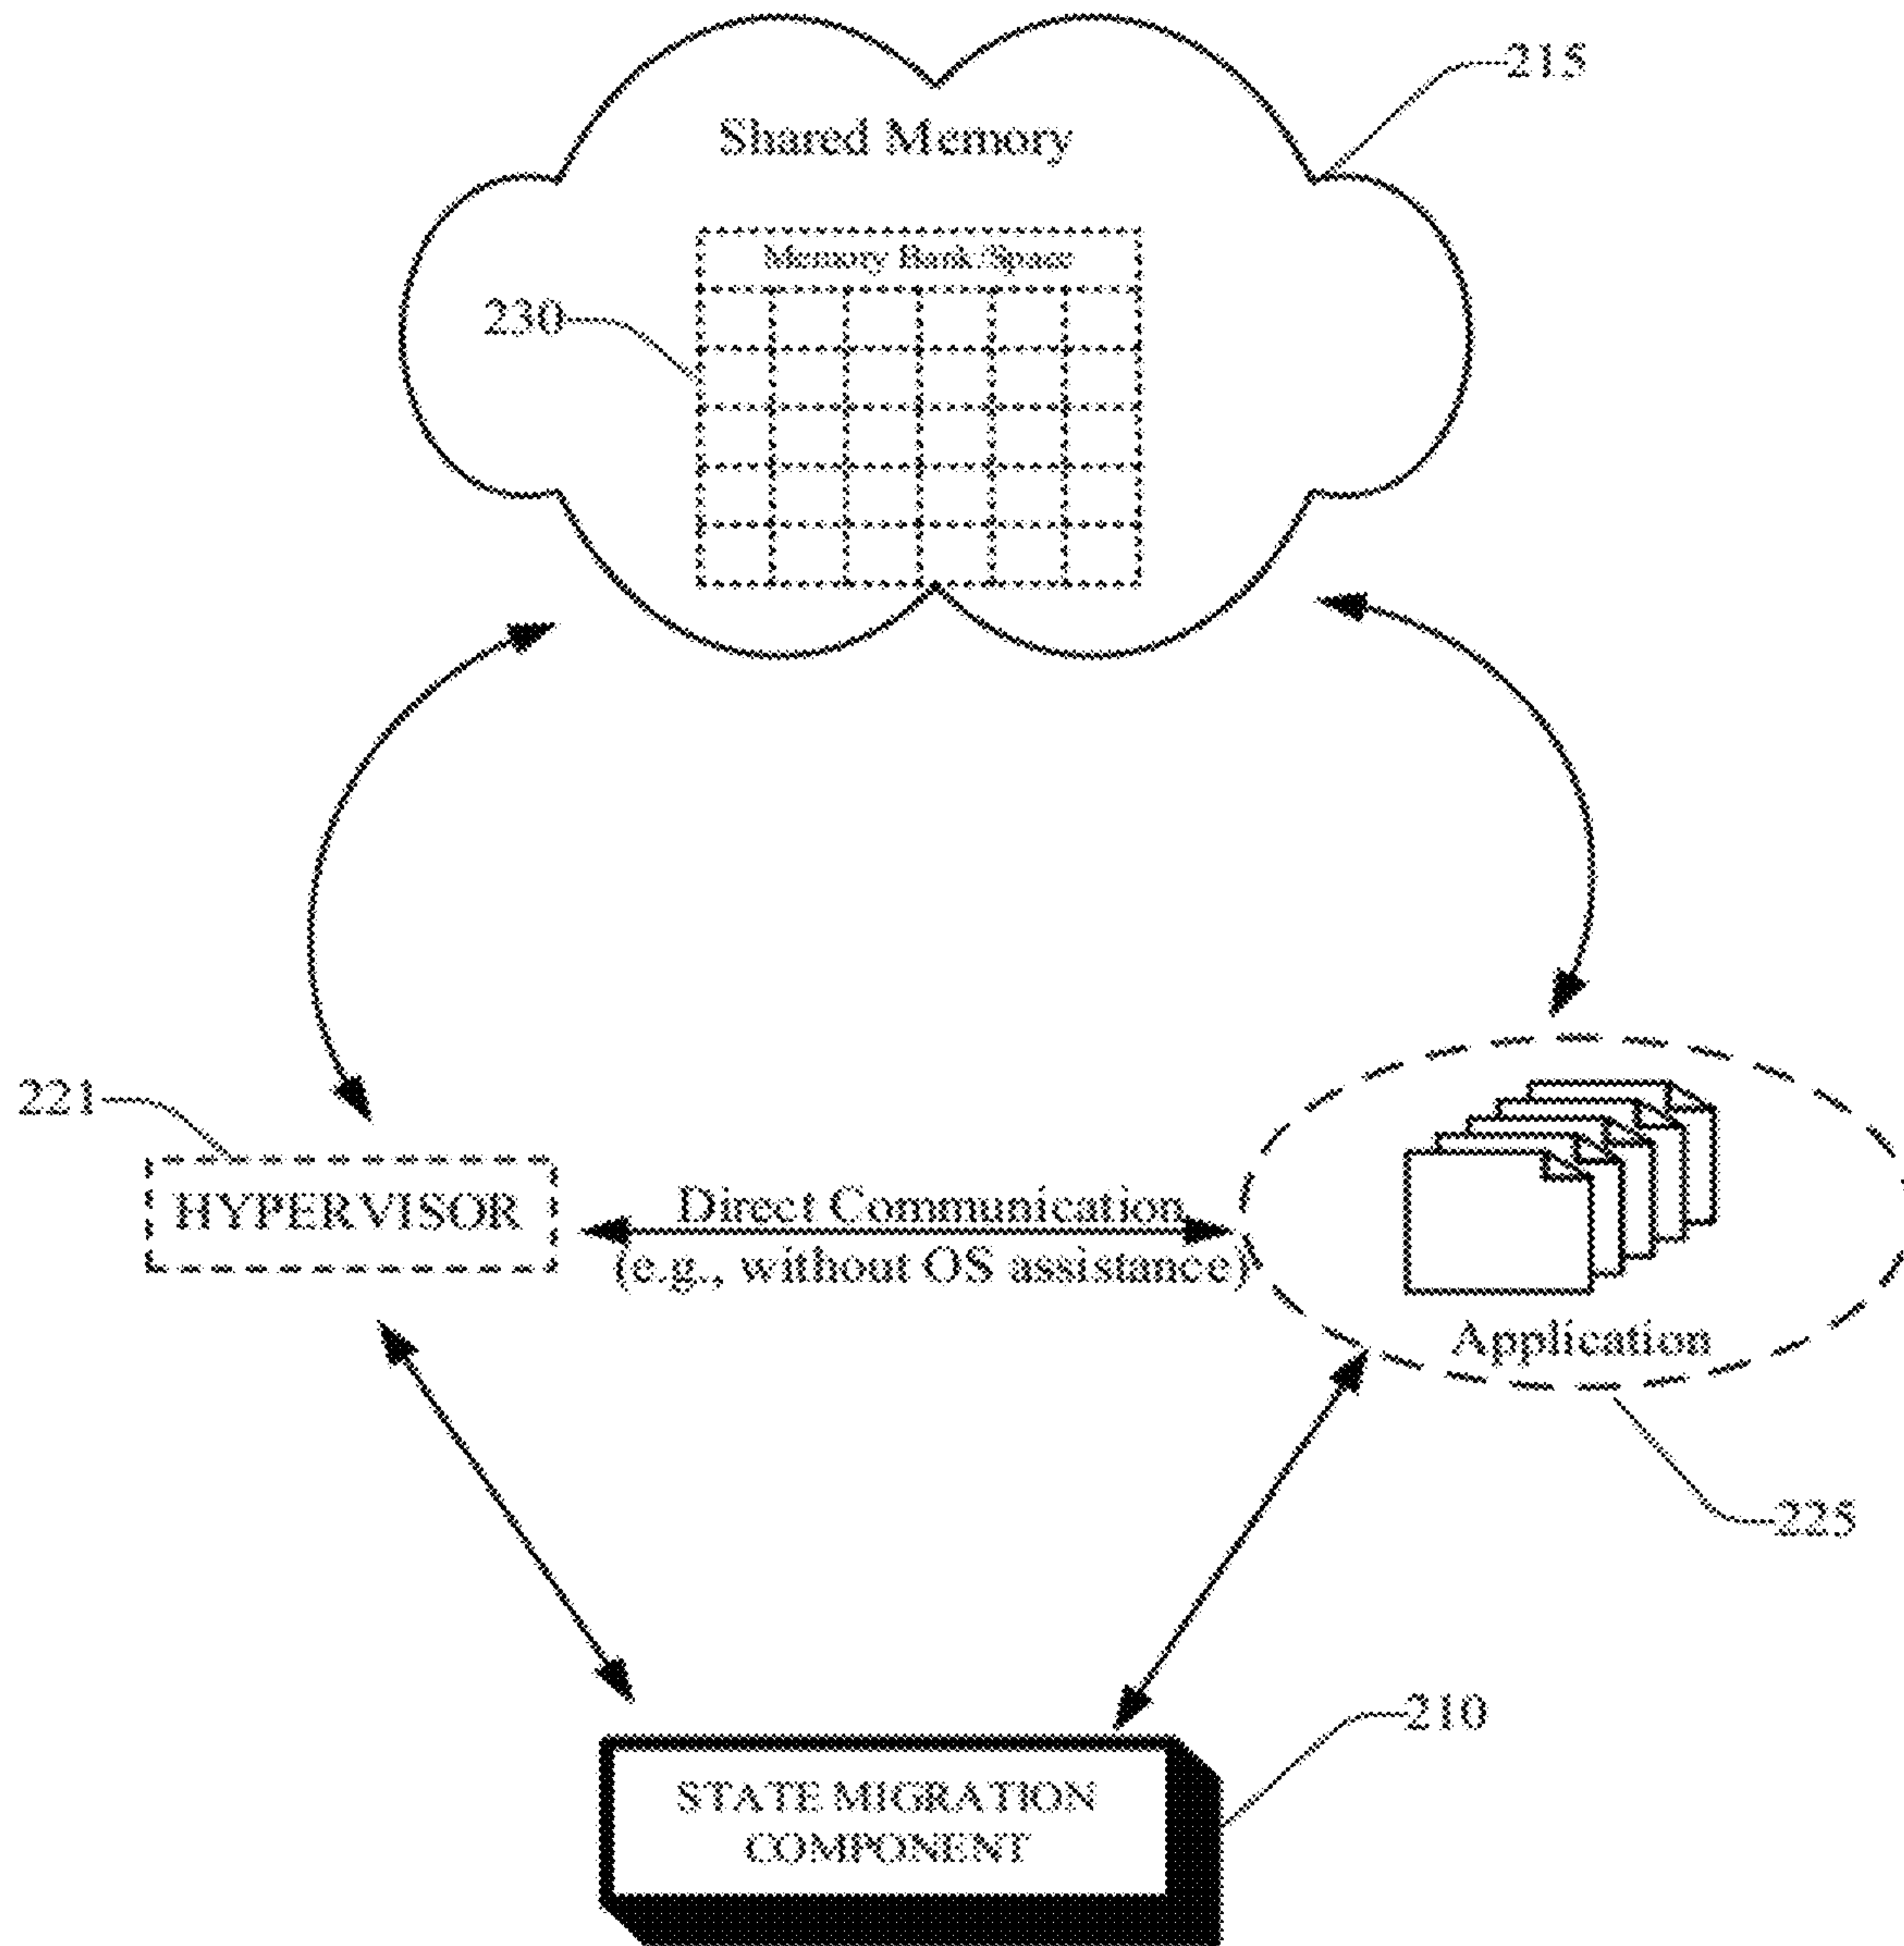 215
Shared Memory
Memory Bank/Space
230
221
HYPERVISOR
Direct Communication
(e.g., without OS assistance)
Application
225
210
STATE MIGRATION
COMPONENT